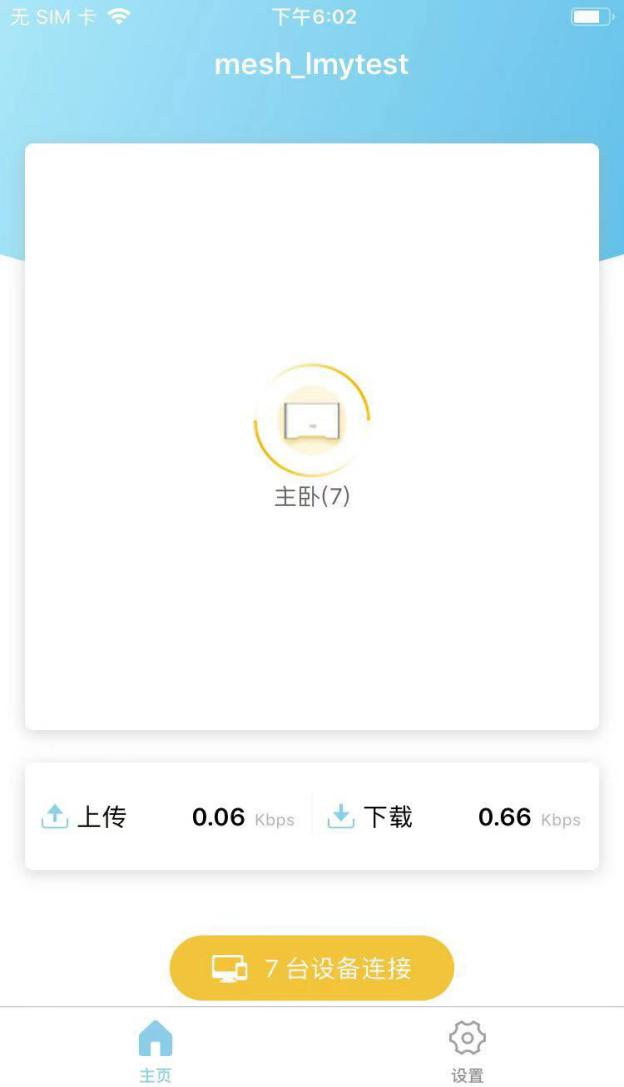 无 SIM 卡 下午6:02
mesh_lmytest
主卧(7)
上传 0.06 Kbps 下载 0.66 Kbps
7 台设备连接
主页 设置